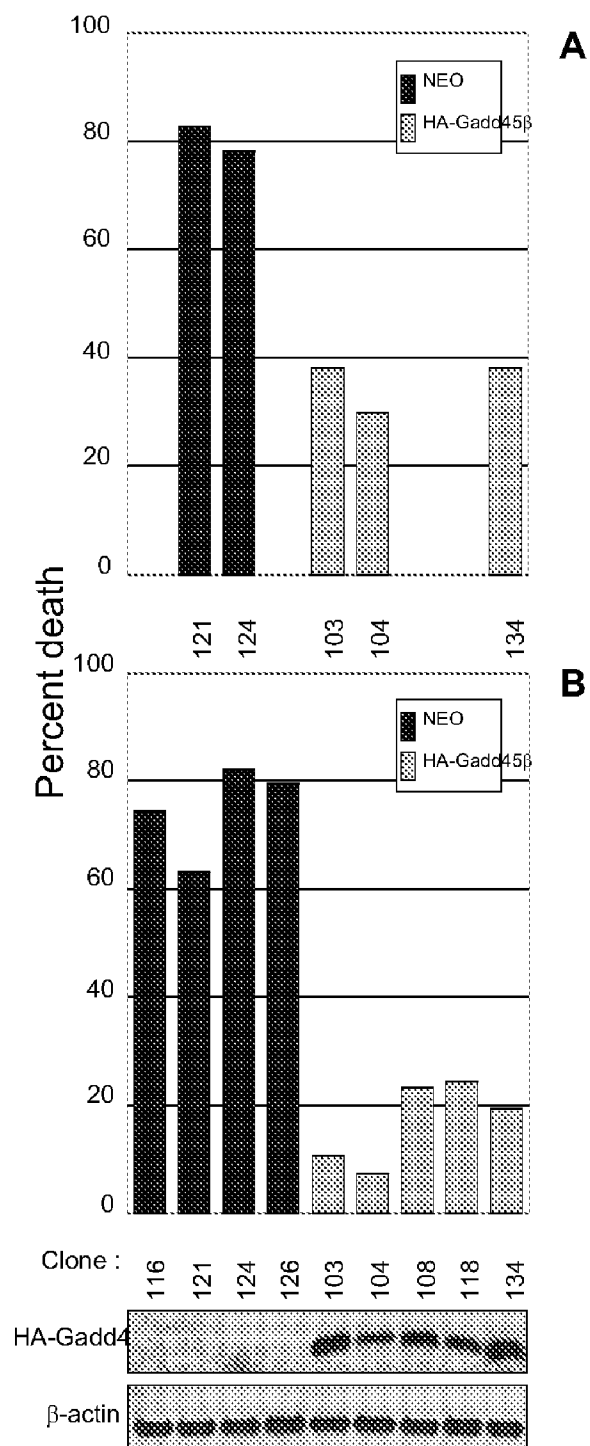 A
100
80
60
40
20
0
NEO
HA-Gadd45β
121 124 103 104 134
Percent death
B
100
80
60
40
20
0
NEO
HA-Gadd45β
Clone :
116 121 124 126 103 104 108 118 134
HA-Gadd4
β-actin